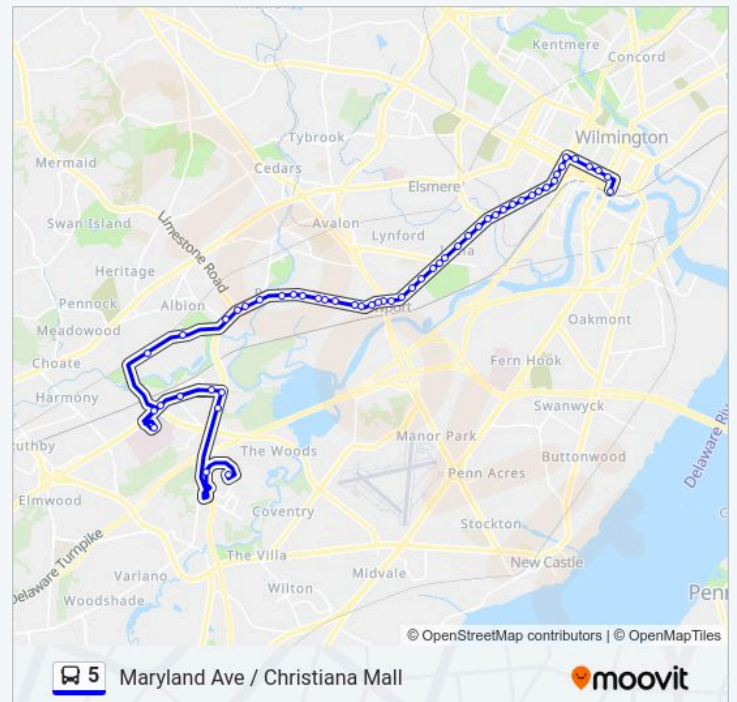 Kentmere
Concord
Wilmington
Tybrook
Mermaid
Cedars
Elsmere
Swan Island
Limestone Road
Avalon
Lynford
Heritage
Pennock
Albion
Oakmont
Meadowood
Choate
Fern Hook
Harmony
Swanwyck
Manor Park
Delaware Riv
The Woods
Buttonwood
Penn Acres
Elmwood
Coventry
Stockton
Delaware Turnpike
The Villa
New Castle
Varlano
Midvale
Wilton
Woodshade
Penn
© OpenStreetMap contributors | © OpenMapTiles
5 Maryland Ave / Christiana Mall
moovit